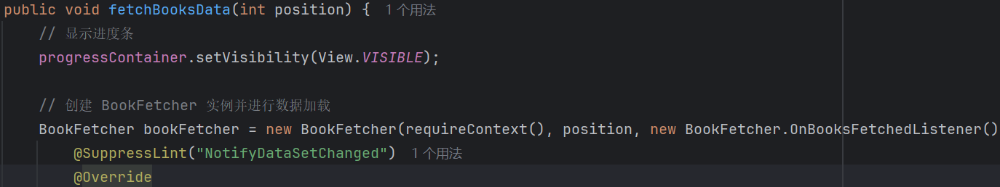 public void fetchBooksData(int position) { 1 个用法
// 显示进度条
progressContainer.setVisibility(View.VISIBLE);
// 创建 BookFetcher 实例并进行数据加载
BookFetcher bookFetcher = new BookFetcher(requireContext(), position, new BookFetcher.OnBooksFetchedListener()
@SuppressLint("NotifyDataSetChanged") 1 个用法
@Override